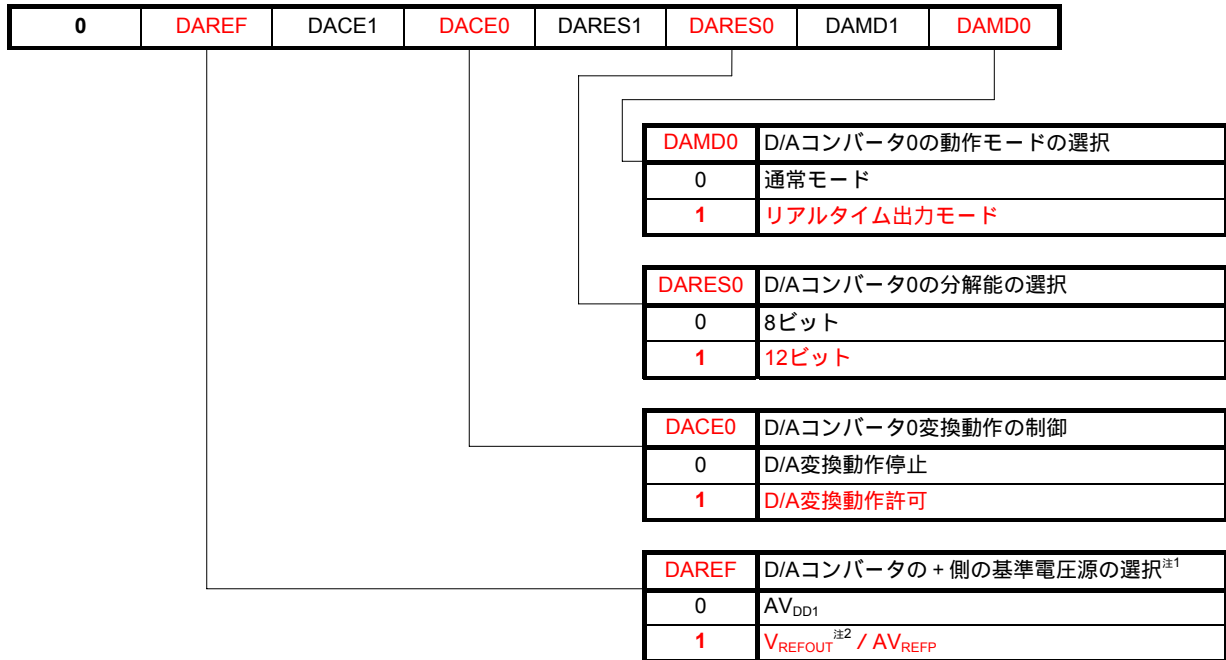 0 DAREF DACE1 DACE0 DARES1 DARES0 DAMD1 DAMD0
DAMD0 D/Aコンバータ0の動作モードの選択
0 通常モード
1 リアルタイム出力モード
DARES0 D/Aコンバータ0の分解能の選択
0 8ビット
1 12ビット
DACE0 D/Aコンバータ0変換動作の制御
0 D/A変換動作停止
1 D/A変換動作許可
DAREF D/Aコンバータの+側の基準電圧源の選択注1
0 AVDD1
1 VREFOUT注2 / AVREFP